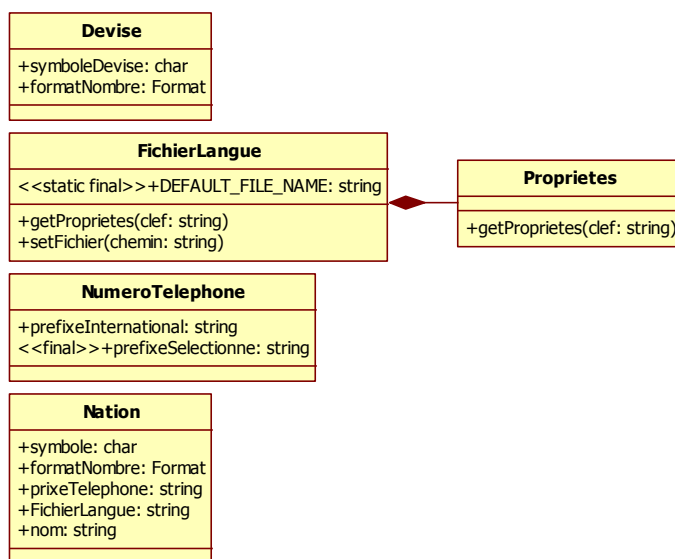 Devise
+symboleDevise: char
+formatNombre: Format
FichierLangue
<<static final>>+DEFAULT_FILE_NAME: string
+getProprietes(clef: string)
+setFichier(chemin: string)
Proprietes
+getProprietes(clef: string)
NumeroTelephone
+prefixeInternational: string
<<final>>+prefixeSelectionne: string
Nation
+symbole: char
+formatNombre: Format
+prixeTelephone: string
+FichierLangue: string
+nom: string